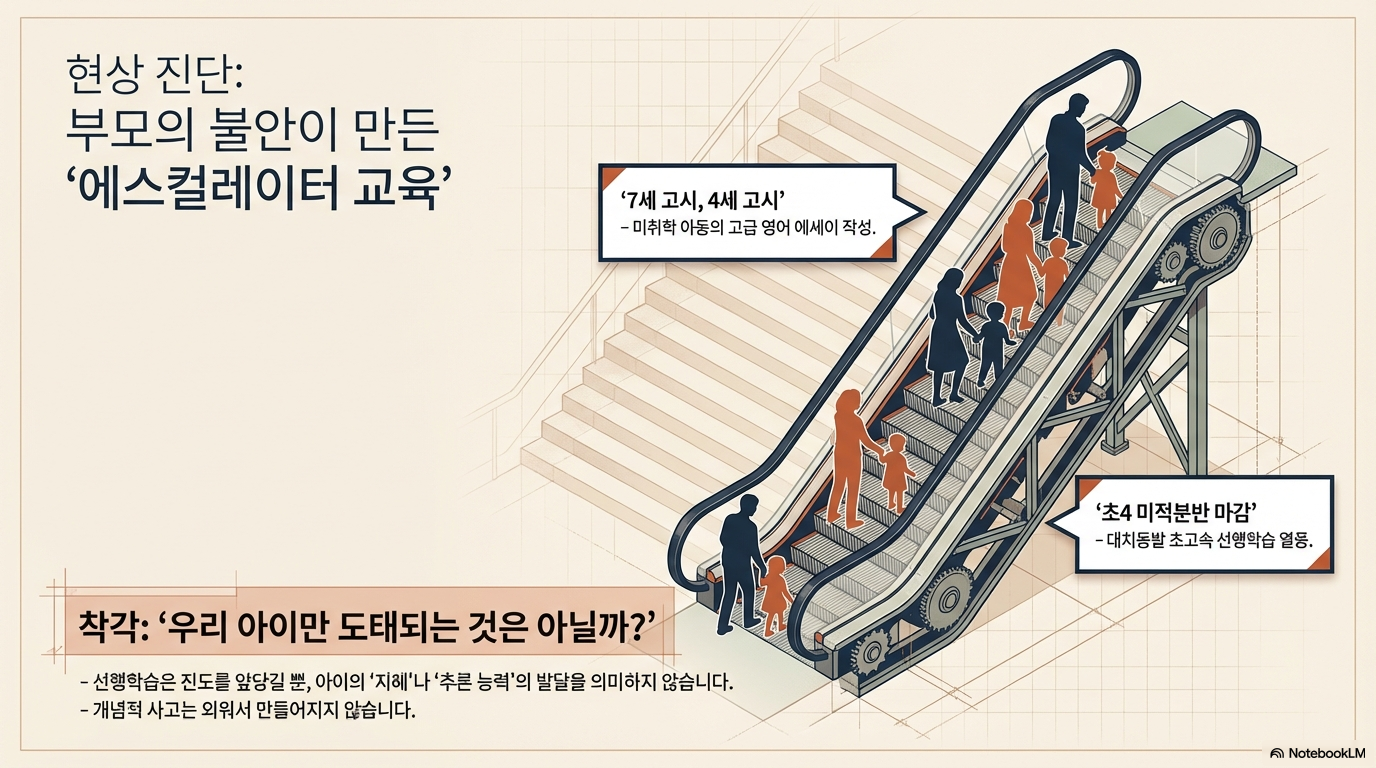 현상 진단:
부모의 불안이 만든
‘에스컬레이터 교육’
‘7세 고시, 4세 고시’
– 미취학 아동의 고급 영어 에세이 작성.
‘초4 미적분반 마감’
– 대치동발 초고속 선행학습 열풍.
착각: ‘우리 아이만 도태되는 것은 아닐까?’
– 선행학습은 진도를 앞당길 뿐, 아이의 ‘지혜’나 ‘추론 능력’의 발달을 의미하지 않습니다.
– 개념적 사고는 외워서 만들어지지 않습니다.
NotebookLM